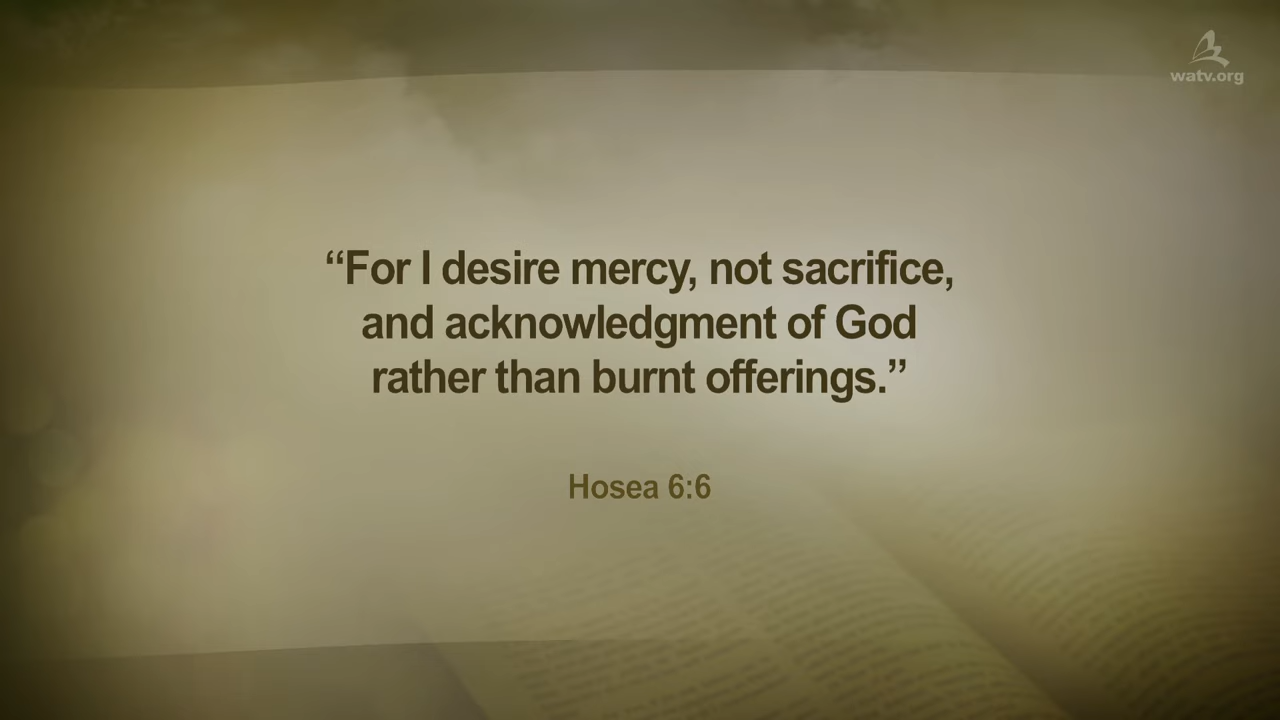 watv.org
“For I desire mercy, not sacrifice,
and acknowledgment of God
rather than burnt offerings.”
Hosea 6:6